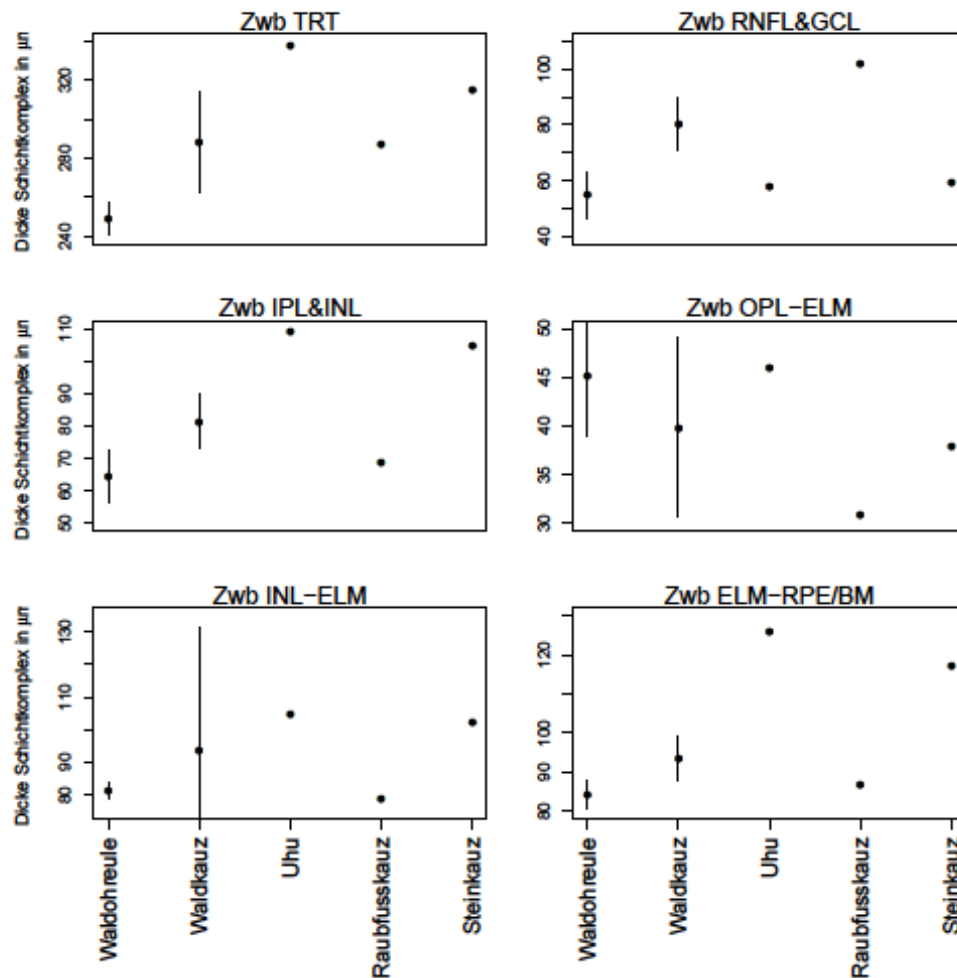 Zwb TRT
Dicke Schichtkomplex in µn
320
280
240
Zwb RNFL&GCL
100
80
60
40
Zwb IPL&INL
Dicke Schichtkomplex in µn
110
90
80
70
60
50
Zwb OPL−ELM
50
45
40
35
30
Zwb INL−ELM
Dicke Schichtkomplex in µn
130
110
90
80
Zwb ELM−RPE/BM
120
100
90
80
Waldohreule
Waldkauz
Uhu
Raubfusskauz
Steinkauz
Waldohreule
Waldkauz
Uhu
Raubfusskauz
Steinkauz